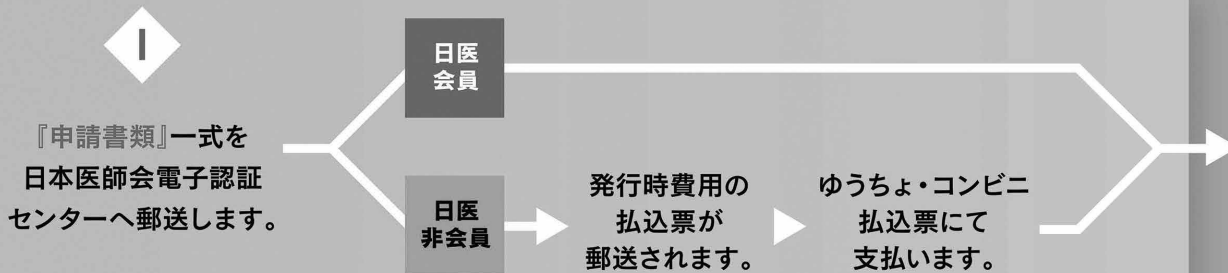 1
『申請書類』一式を
日本医師会電子認証
センターへ郵送します。
日医
会員
日医
非会員
発行時費用の
払込票が
郵送されます。
ゆうちょ・コンビニ
払込票にて
支払います。